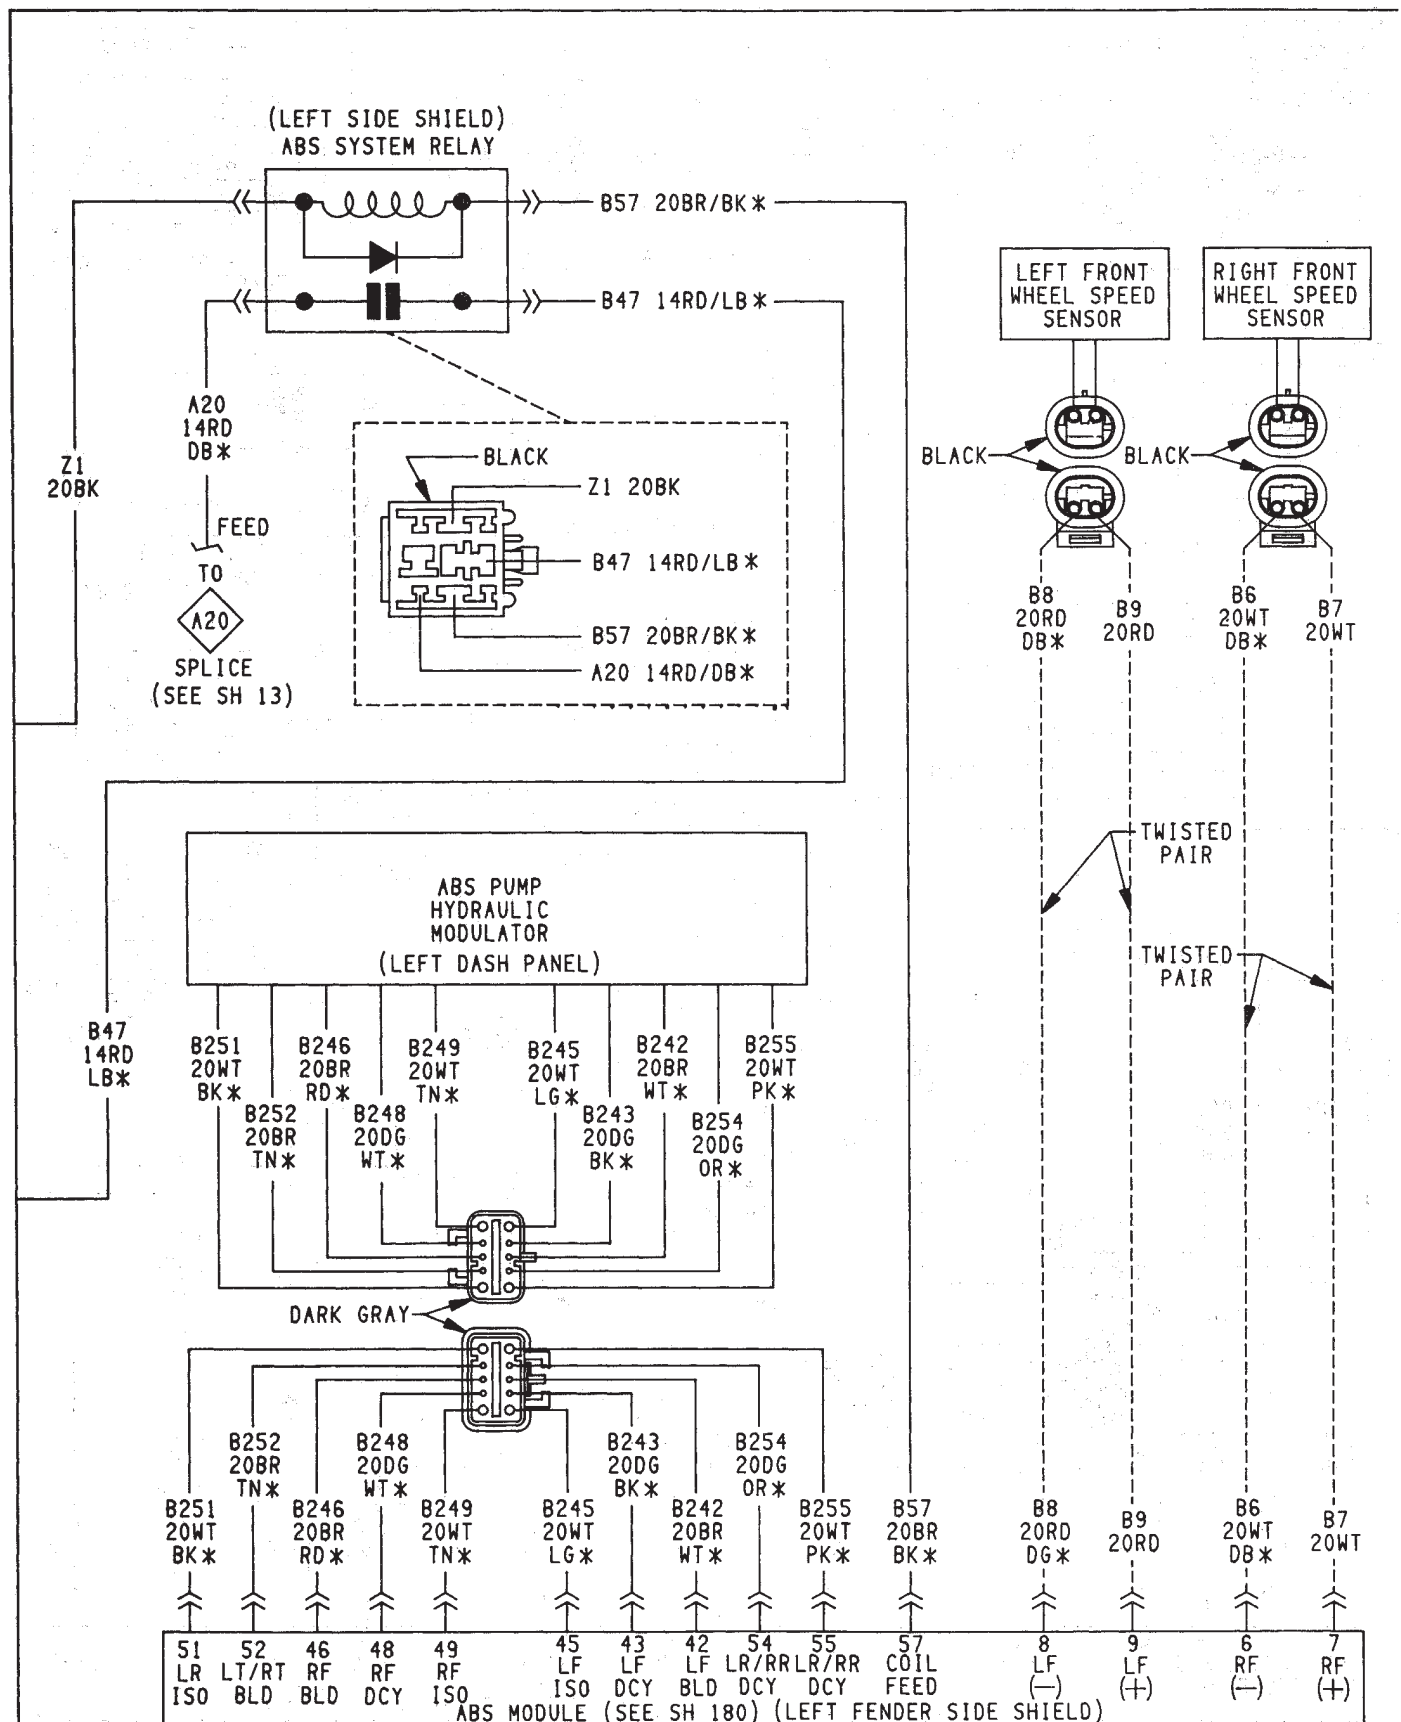 (LEFT SIDE SHIELD)
ABS SYSTEM RELAY
B57 20BR/BK*
B47 14RD/LB*
A20
14RD
DB*
Z1
20BK
FEED
TO
A20
SPLICE
(SEE SH 13)
BLACK
Z1 20BK
B47 14RD/LB*
B57 20BR/BK*
A20 14RD/DB*
LEFT FRONT
WHEEL SPEED
SENSOR
RIGHT FRONT
WHEEL SPEED
SENSOR
BLACK
BLACK
B8
20RD
DB*
B9
20RD
B6
20WT
DB*
B7
20WT
TWISTED
PAIR
TWISTED
PAIR
ABS PUMP
HYDRAULIC
MODULATOR
(LEFT DASH PANEL)
B47
14RD
LB*
B251
20WT
BK*
B252
20BR
TN*
B246
20BR
RD*
B248
20DG
WT*
B249
20WT
TN*
B245
20WT
LG*
B243
20DG
BK*
B242
20BR
WT*
B254
20DG
OR*
B255
20WT
PK*
DARK GRAY
B251
20WT
BK*
B252
20BR
TN*
B246
20BR
RD*
B248
20DG
WT*
B249
20WT
TN*
B245
20WT
LG*
B243
20DG
BK*
B242
20BR
WT*
B254
20DG
OR*
B255
20WT
PK*
B57
20BR
BK*
B8
20RD
DG*
B9
20RD
B6
20WT
DB*
B7
20WT
51
LR
ISO
52
LT/RT
BLD
46
RF
BLD
48
RF
DCY
49
RF
ISO
45
LF
ISO
43
LF
DCY
42
LF
BLD
54
LR/RR
DCY
55
LR/RR
DCY
57
COIL
FEED
8
LF
(—)
9
LF
(+)
6
RF
(—)
7
RF
(+)
ABS MODULE (SEE SH 180) (LEFT FENDER SIDE SHIELD)